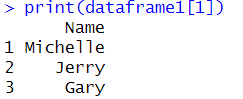 > print(dataframe1[1])
Name
1 Michelle
2 Jerry
3 Gary